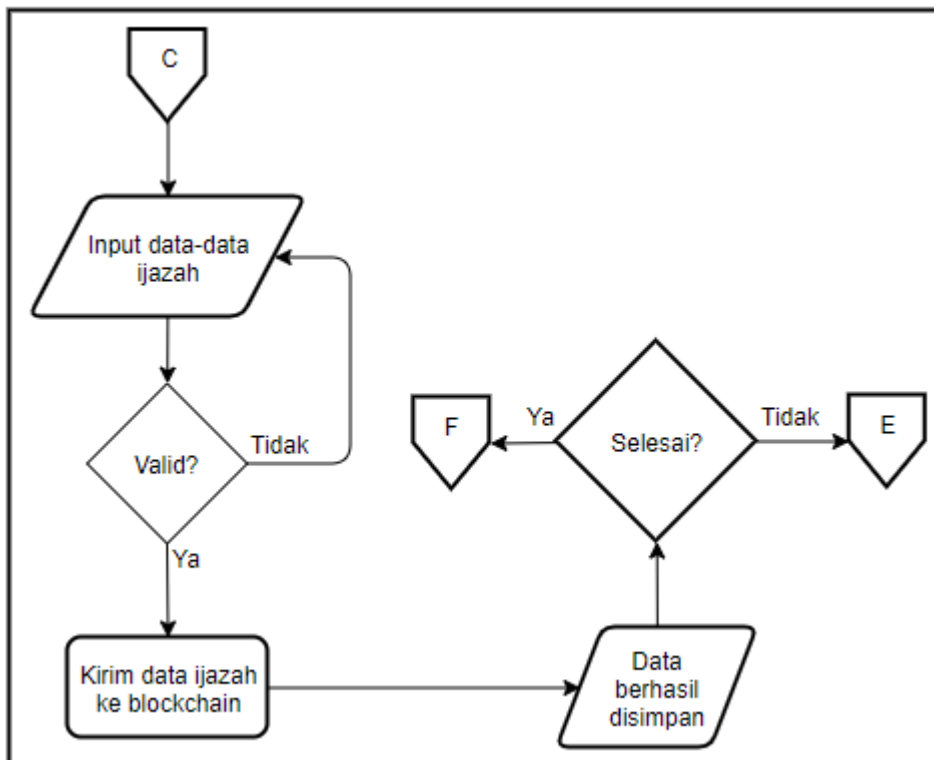 C
Input data-data
ijazah
Valid?
Tidak
Ya
Kirim data ijazah
ke blockchain
Data
berhasil
disimpan
Selesai?
Ya
F
Tidak
E